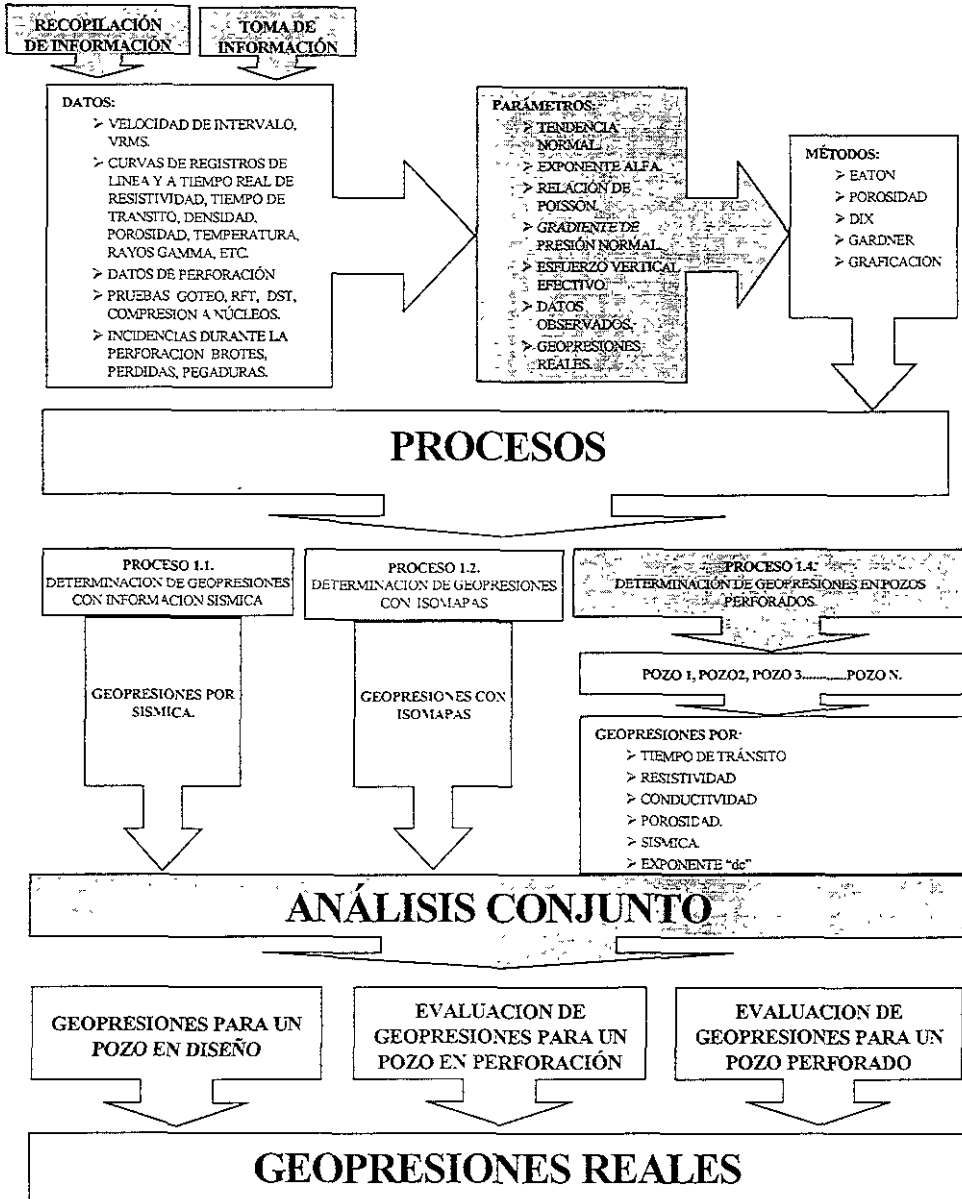 RECOPILACIÓN
DE INFORMACIÓN
TOMA DE
INFORMACIÓN
DATOS:
➢ VELOCIDAD DE INTERVALO,
VRMS.
➢ CURVAS DE REGISTROS DE
LINEA Y A TIEMPO REAL DE
RESISTIVIDAD, TIEMPO DE
TRANSITO, DENSIDAD,
POROSIDAD, TEMPERATURA,
RAYOS GAMMA, ETC.
➢ DATOS DE PERFORACIÓN
➢ PRUEBAS GOTEO, RFT, DST,
COMPRESION A NÚCLEOS.
➢ INCIDENCIAS DURANTE LA
PERFORACION BROTES,
PERDIDAS, PEGADURAS.
PARÁMETROS:
➢ TENDENCIA
NORMAL.
➢ EXPONENTE ALFA.
➢ RELACIÓN DE
POISSON.
➢ GRADIENTE DE
PRESIÓN NORMAL.
➢ ESFUERZO VERTICAL
EFECTIVO.
➢ DATOS
OBSERVADOS.
➢ GEOPRESIONES
REALES.
MÉTODOS:
➢ EATON
➢ POROSIDAD
➢ DIX
➢ GARDNER
➢ GRAFICACIÓN
PROCESOS
PROCESO 1.1.
DETERMINACION DE GEOPRESIONES
CON INFORMACION SISMICA
PROCESO 1.2.
DETERMINACION DE GEOPRESIONES
CON ISOMAPAS
PROCESO 1.4.
DETERMINACIÓN DE GEOPRESIONES EN POZOS
PERFORADOS.
GEOPRESIONES POR
SISMICA.
GEOPRESIONES CON
ISOMAPAS
POZO 1, POZO2, POZO 3............POZO N.
GEOPRESIONES POR:
➢ TIEMPO DE TRÁNSITO
➢ RESISTIVIDAD
➢ CONDUCTIVIDAD
➢ POROSIDAD.
➢ SISMICA.
➢ EXPONENTE "dc"
ANÁLISIS CONJUNTO
GEOPRESIONES PARA UN
POZO EN DISEÑO
EVALUACION DE
GEOPRESIONES PARA UN
POZO EN PERFORACIÓN
EVALUACION DE
GEOPRESIONES PARA UN
POZO PERFORADO
GEOPRESIONES REALES